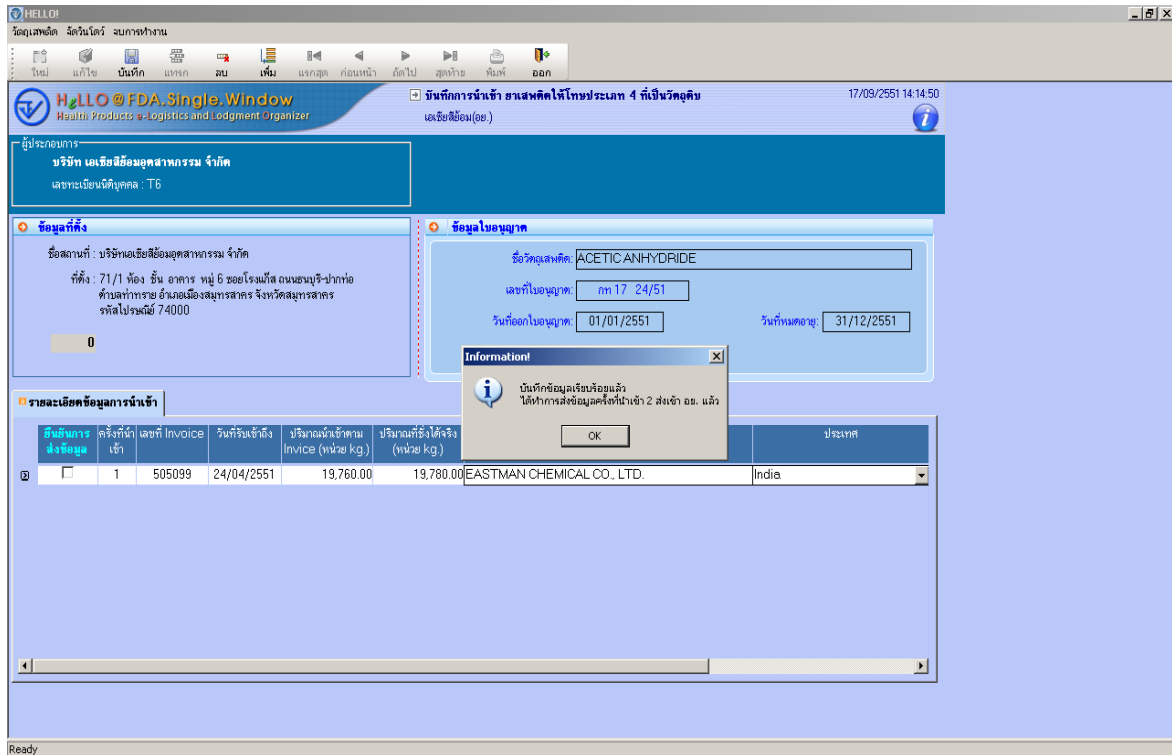 HELLO!
วัตถุเสพติด จัดวินโดว์ จบการทำงาน
ใหม่ แก้ไข บันทึก แทรก ลบ เพิ่ม แรกสุด ก่อนหน้า ถัดไป สุดท้าย พิมพ์ ออก
HeLLO@FDA.Single.Window
Health Products e-Logistics and Lodgment Organizer
บันทึกการนำเข้า ยาเสพติดให้โทษประเภท 4 ที่เป็นวัตถุดิบ
17/09/2551 14:14:50
เอเชียสีย้อม(อย.)
ผู้ประกอบการ
บริษัท เอเชียสีย้อมอุตสาหกรรม จำกัด
เลขทะเบียนนิติบุคคล : T6
ข้อมูลที่ตั้ง
ชื่อสถานที่ : บริษัทเอเชียสีย้อมอุตสาหกรรม จำกัด
ที่ตั้ง : 71/1 ห้อง ชั้น อาคาร หมู่ 6 ซอยโรงแก๊ส ถนนธนบุรี-ปากท่อ
ตำบลท่าทราย อำเภอเมืองสมุทรสาคร จังหวัดสมุทรสาคร
รหัสไปรษณีย์ 74000
0
ข้อมูลใบอนุญาต
ชื่อวัตถุเสพติด: ACETIC ANHYDRIDE
เลขที่ใบอนุญาต: กท 17 24/51
วันที่ออกใบอนุญาต: 01/01/2551 วันที่หมดอายุ: 31/12/2551
Information!
บันทึกข้อมูลเรียบร้อยแล้ว
ได้ทำการส่งข้อมูลครั้งที่นำเข้า 2 ส่งเข้า อย. แล้ว
OK
รายละเอียดข้อมูลการนำเข้า
ยืนยันการ ครั้งที่นำ เลขที่ Invoice วันที่รับเข้าถึง ปริมาณนำเข้าตาม ปริมาณที่ชั่งได้จริง ประเทศ
ส่งข้อมูล เข้า Invice (หน่วย kg.) (หน่วย kg.)
1 505099 24/04/2551 19,760.00 19,780.00 EASTMAN CHEMICAL CO., LTD. India
Ready